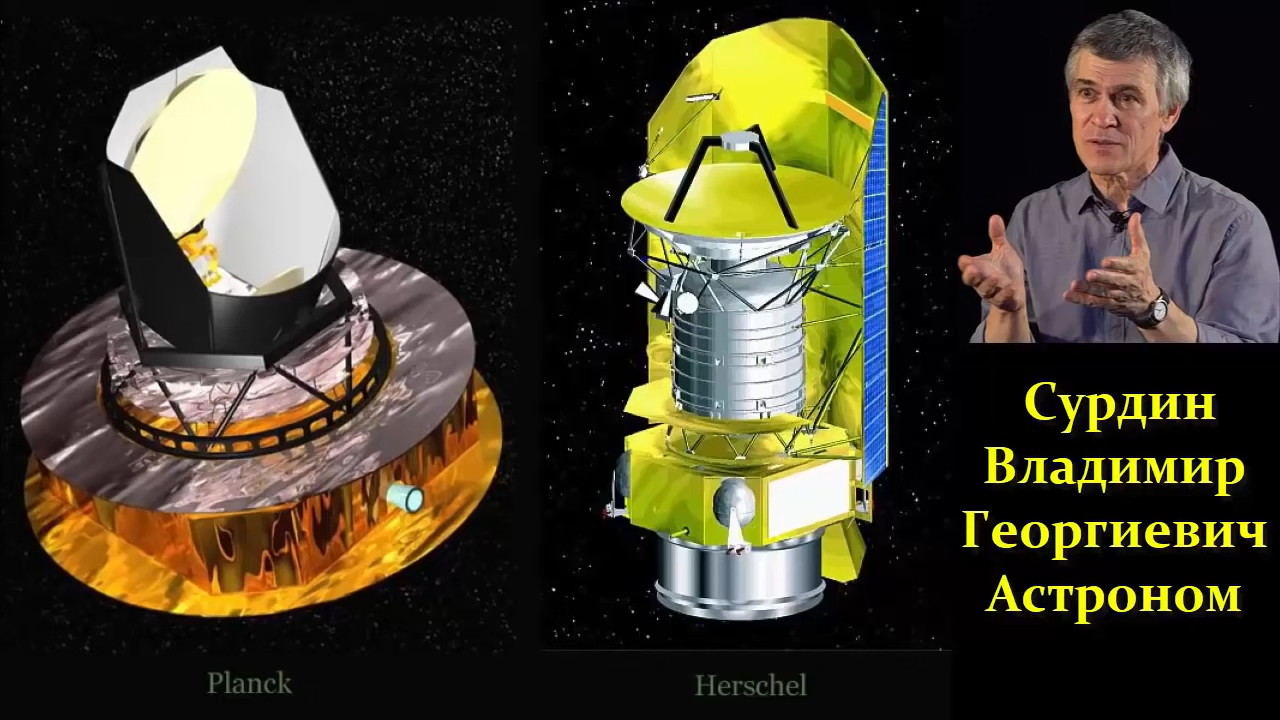 Planck
Herschel
Сурдин
Владимир
Георгиевич
Астроном